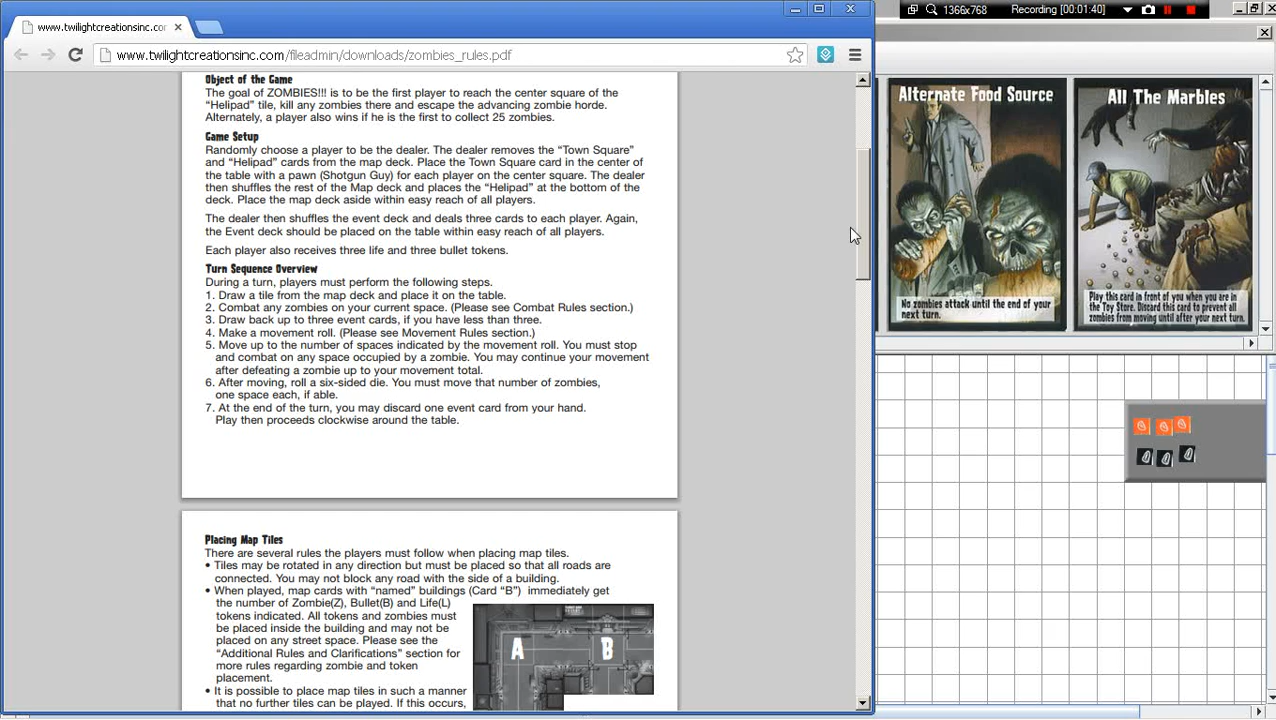 www.twilightcreationsinc.cor
1366x768
Recording [00:01:40]
www.twilightcreationsinc.com/fileadmin/downloads/zombies_rules.pdf
Object of the Game
The goal of ZOMBIES!!! is to be the first player to reach the center square of the
“Helipad” tile, kill any zombies there and escape the advancing zombie horde.
Alternately, a player also wins if he is the first to collect 25 zombies.
Game Setup
Randomly choose a player to be the dealer. The dealer removes the “Town Square”
and “Helipad” cards from the map deck. Place the Town Square card in the center of
the table with a pawn (Shotgun Guy) for each player on the center square. The dealer
then shuffles the rest of the Map deck and places the “Helipad” at the bottom of the
deck. Place the map deck aside within easy reach of all players.
The dealer then shuffles the event deck and deals three cards to each player. Again,
the Event deck should be placed on the table within easy reach of all players.
Each player also receives three life and three bullet tokens.
Turn Sequence Overview
During a turn, players must perform the following steps.
1. Draw a tile from the map deck and place it on the table.
2. Combat any zombies on your current space. (Please see Combat Rules section.)
3. Draw back up to three event cards, if you have less than three.
4. Make a movement roll. (Please see Movement Rules section.)
5. Move up to the number of spaces indicated by the movement roll. You must stop
and combat on any space occupied by a zombie. You may continue your movement
after defeating a zombie up to your movement total.
6. After moving, roll a six-sided die. You must move that number of zombies,
one space each, if able.
7. At the end of the turn, you may discard one event card from your hand.
Play then proceeds clockwise around the table.
Placing Map Tiles
There are several rules the players must follow when placing map tiles.
• Tiles may be rotated in any direction but must be placed so that all roads are
connected. You may not block any road with the side of a building.
• When played, map cards with “named” buildings (Card “B”) immediately get
the number of Zombie(Z), Bullet(B) and Life(L)
tokens indicated. All tokens and zombies must
be placed inside the building and may not be
placed on any street space. Please see the
“Additional Rules and Clarifications” section for
more rules regarding zombie and token
placement.
• It is possible to place map tiles in such a manner
that no further tiles can be played. If this occurs,
A
B
Alternate Food Source
No zombies attack until the end of your
next turn.
All The Marbles
Play this card in front of you when you are in
the Toy Store. Discard this card to prevent all
zombies from moving until after your next turn.